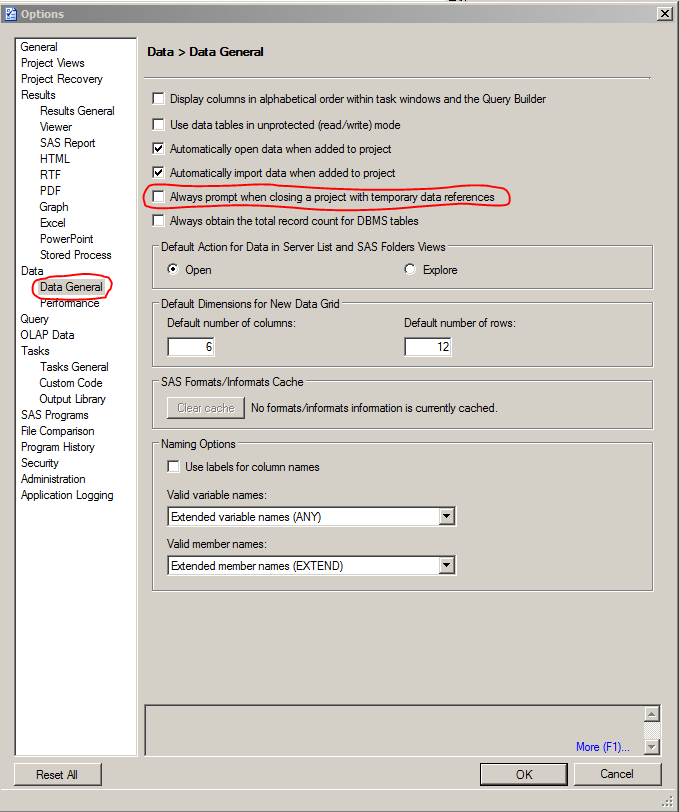 Options
General
Project Views
Project Recovery
Results
Results General
Viewer
SAS Report
HTML
RTF
PDF
Graph
Excel
PowerPoint
Stored Process
Data
Data General
Performance
Query
OLAP Data
Tasks
Tasks General
Custom Code
Output Library
SAS Programs
File Comparison
Program History
Security
Administration
Application Logging
Data > Data General
Display columns in alphabetical order within task windows and the Query Builder
Use data tables in unprotected (read/write) mode
Automatically open data when added to project
Automatically import data when added to project
Always prompt when closing a project with temporary data references
Always obtain the total record count for DBMS tables
Default Action for Data in Server List and SAS Folders Views
Open Explore
Default Dimensions for New Data Grid
Default number of columns: Default number of rows:
6 12
SAS Formats/Informats Cache
Clear cache No formats/informats information is currently cached.
Naming Options
Use labels for column names
Valid variable names:
Extended variable names (ANY)
Valid member names:
Extended member names (EXTEND)
More (F1)...
Reset All OK Cancel